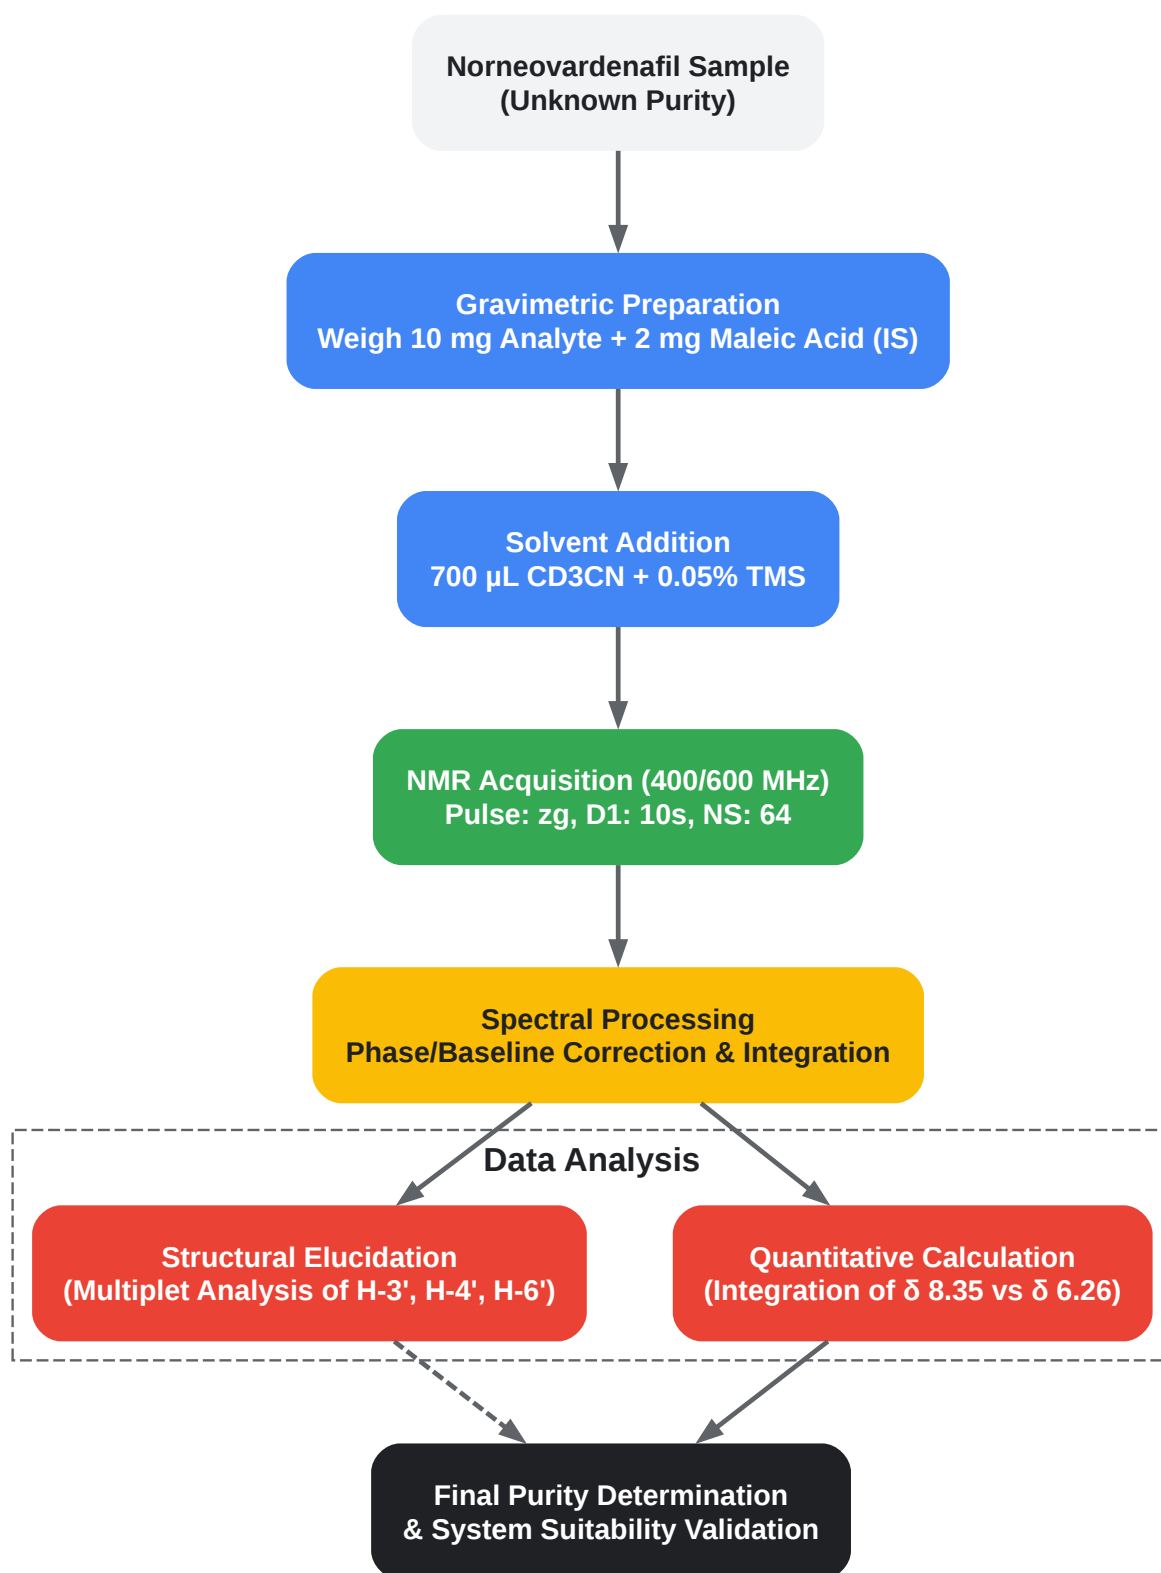 Norneovardenafil Sample
(Unknown Purity)
Gravimetric Preparation
Weigh 10 mg Analyte + 2 mg Maleic Acid (IS)
Solvent Addition
700 µL CD3CN + 0.05% TMS
NMR Acquisition (400/600 MHz)
Pulse: zg, D1: 10s, NS: 64
Spectral Processing
Phase/Baseline Correction & Integration
Data Analysis
Structural Elucidation
(Multiplet Analysis of H-3', H-4', H-6')
Quantitative Calculation
(Integration of δ 8.35 vs δ 6.26)
Final Purity Determination
& System Suitability Validation